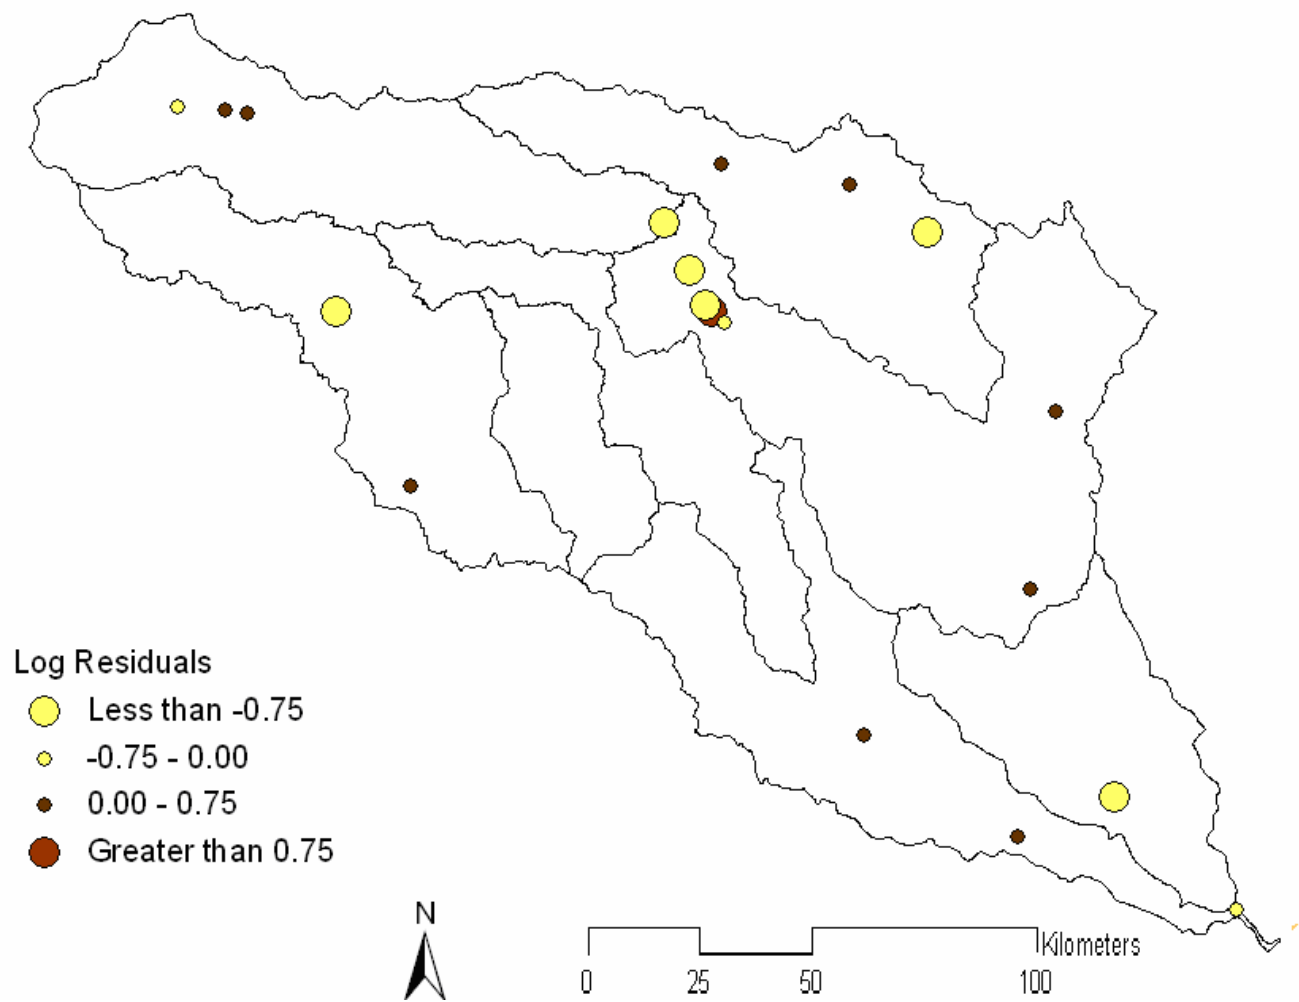 Log Residuals
Less than -0.75
-0.75 - 0.00
0.00 - 0.75
Greater than 0.75
N
Kilometers
0 25 50 100